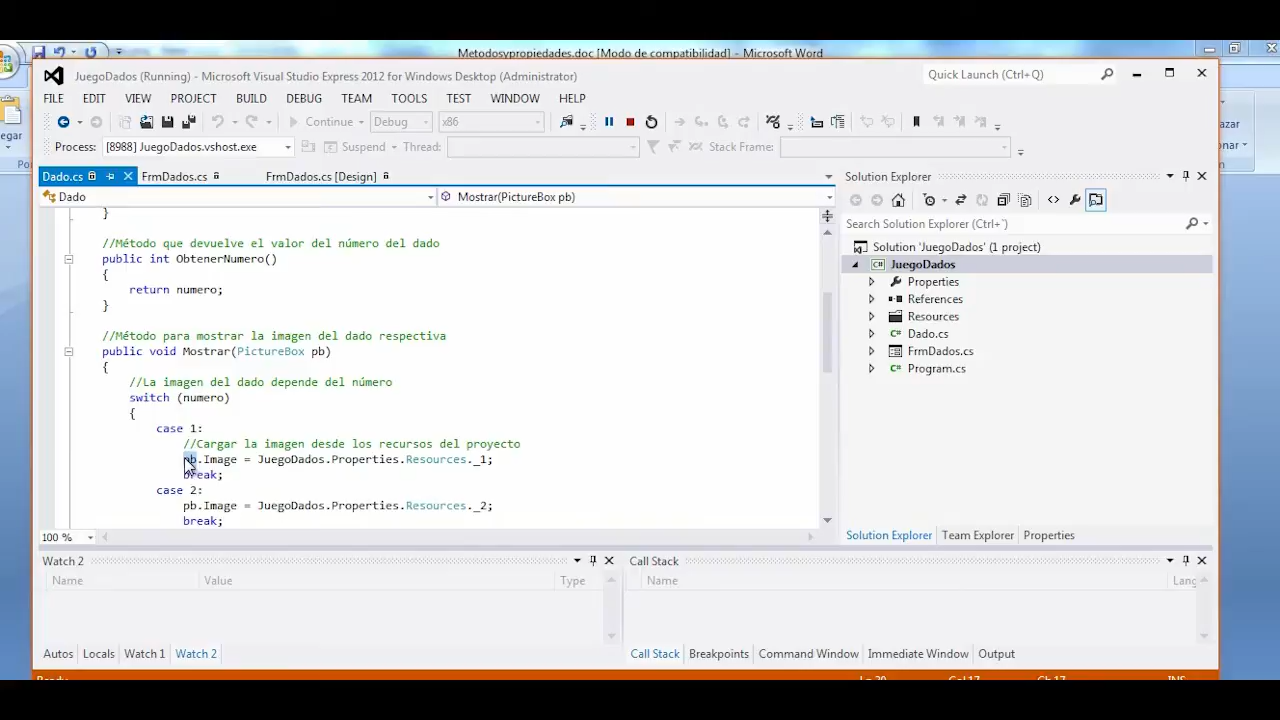 Metodosypropiedades.doc [Modo de compatibilidad] - Microsoft Word
JuegoDados (Running) - Microsoft Visual Studio Express 2012 for Windows Desktop (Administrator)
Quick Launch (Ctrl+Q)
FILE EDIT VIEW PROJECT BUILD DEBUG TEAM TOOLS TEST WINDOW HELP
egar
Continue Debug x86
azar
onar
Process: [8988] JuegoDados.vshost.exe Suspend Thread: Stack Frame:
Dado.cs FrmDados.cs FrmDados.cs [Design]
Solution Explorer
Dado Mostrar(PictureBox pb)
}
Search Solution Explorer (Ctrl+¨)
//Método que devuelve el valor del número del dado
public int ObtenerNumero()
{
return numero;
}
//Método para mostrar la imagen del dado respectiva
public void Mostrar(PictureBox pb)
{
//La imagen del dado depende del número
switch (numero)
{
case 1:
//Cargar la imagen desde los recursos del proyecto
pb.Image = JuegoDados.Properties.Resources._1;
break;
case 2:
pb.Image = JuegoDados.Properties.Resources._2;
break;
100 %
Solution 'JuegoDados' (1 project)
JuegoDados
Properties
References
Resources
Dado.cs
FrmDados.cs
Program.cs
Solution Explorer Team Explorer Properties
Watch 2
Name Value Type
Call Stack
Name Lang
Autos Locals Watch 1 Watch 2
Call Stack Breakpoints Command Window Immediate Window Output